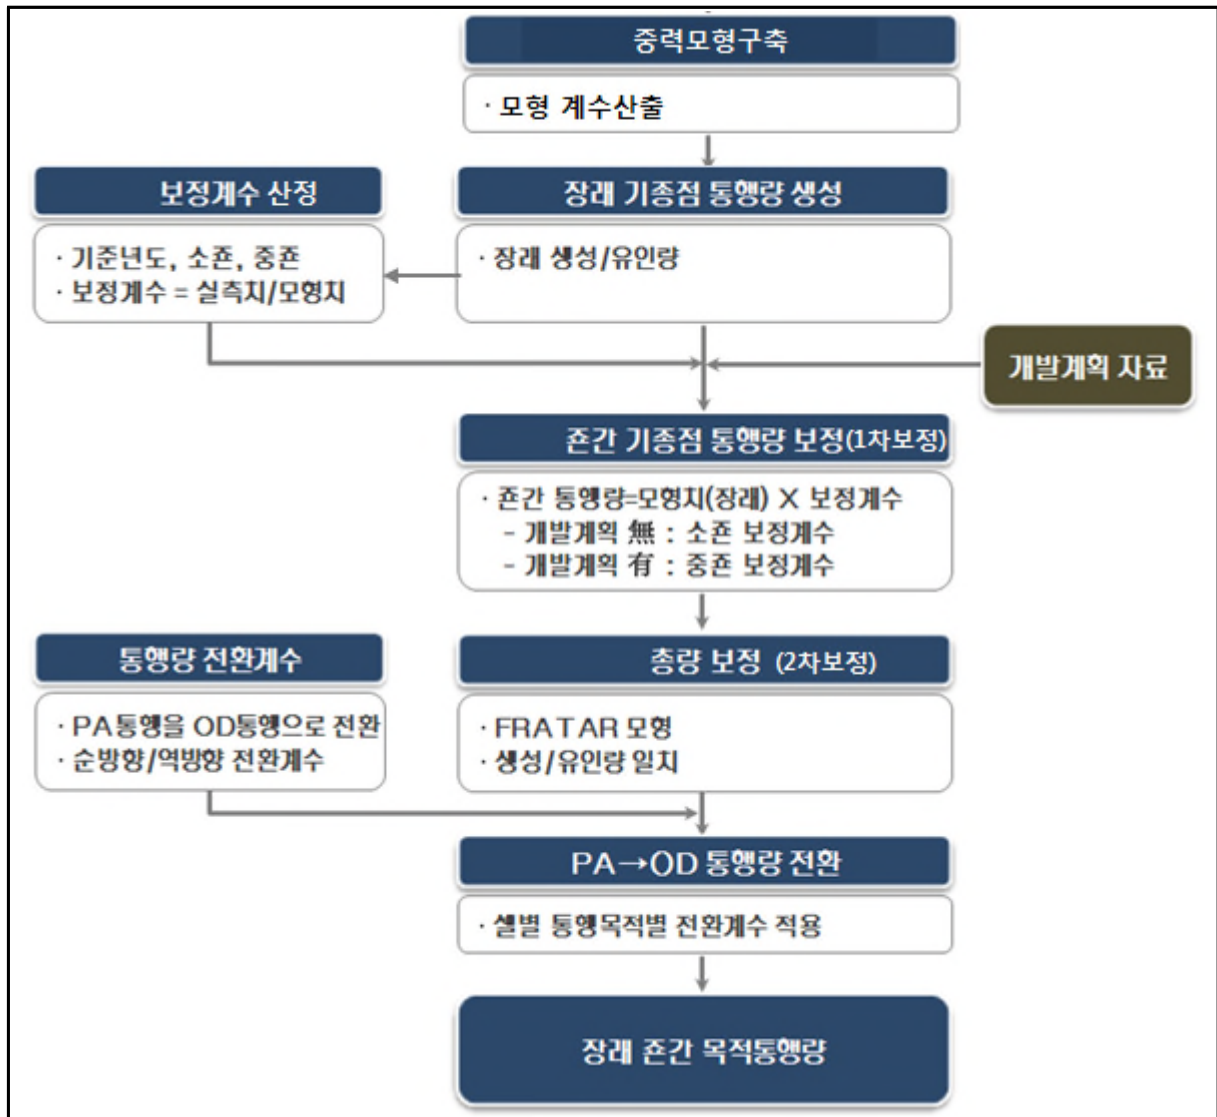 중력모형구축
· 모형 계수산출
보정계수 산정
· 기준년도, 소죤, 중죤
· 보정계수 = 실측치/모형치
장래 기종점 통행량 생성
· 장래 생성/유인량
개발계획 자료
죤간 기종점 통행량 보정(1차보정)
· 죤간 통행량=모형치(장래) X 보정계수
- 개발계획 無 : 소죤 보정계수
- 개발계획 有 : 중죤 보정계수
통행량 전환계수
· PA통행을 OD통행으로 전환
· 순방향/역방향 전환계수
총량 보정 (2차보정)
· FRATAR 모형
· 생성/유인량 일치
PA→OD 통행량 전환
· 셀별 통행목적별 전환계수 적용
장래 죤간 목적통행량